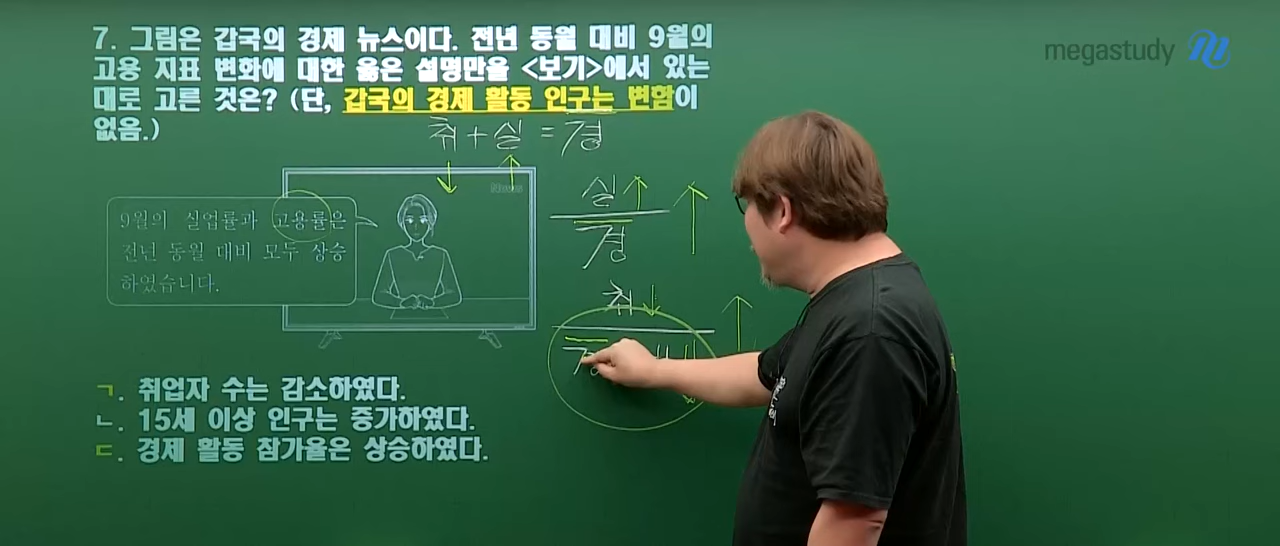 7. 그림은 갑국의 경제 뉴스이다. 전년 동월 대비 9월의
고용 지표 변화에 대한 옳은 설명만을 <보기>에서 있는
대로 고른 것은? (단, 갑국의 경제 활동 인구는 변함이
없음.)
megastudy
취+실 = 경
News
9월의 실업률과 고용률은
전년 동월 대비 모두 상승
하였습니다.
실↑
경
↑
취↓
경
↑
ㄱ. 취업자 수는 감소하였다.
ㄴ. 15세 이상 인구는 증가하였다.
ㄷ. 경제 활동 참가율은 상승하였다.